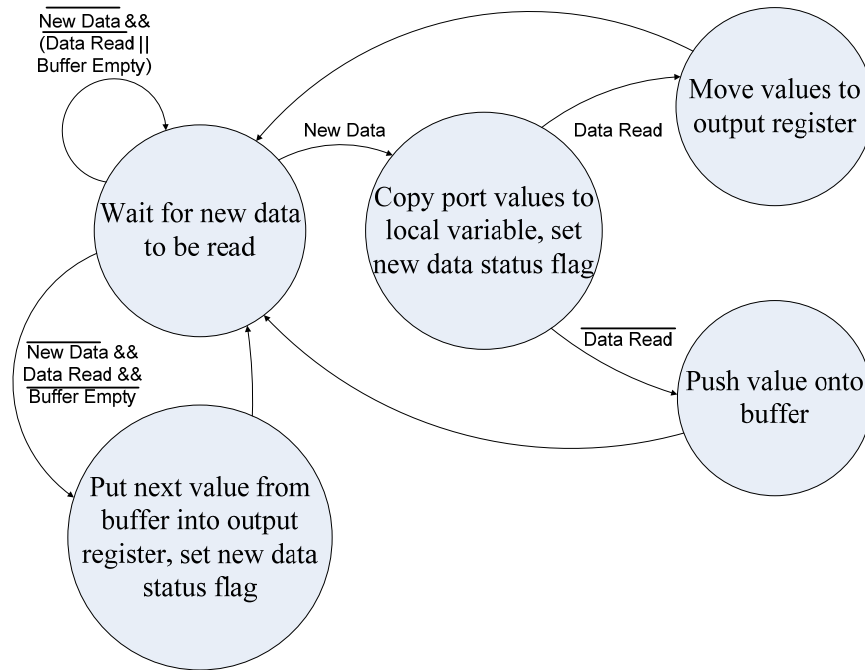 New Data &&
(Data Read ||
Buffer Empty)
Wait for new data
to be read
New Data
Copy port values to
local variable, set
new data status flag
Data Read
Move values to
output register
Data Read
Push value onto
buffer
New Data &&
Data Read &&
Buffer Empty
Put next value from
buffer into output
register, set new data
status flag